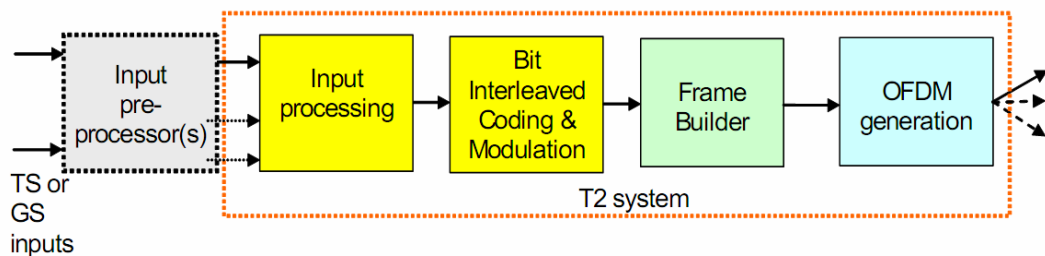 Input
pre-
processor(s)
Input
processing
Bit
Interleaved
Coding &
Modulation
Frame
Builder
OFDM
generation
TS or
GS
inputs
T2 system